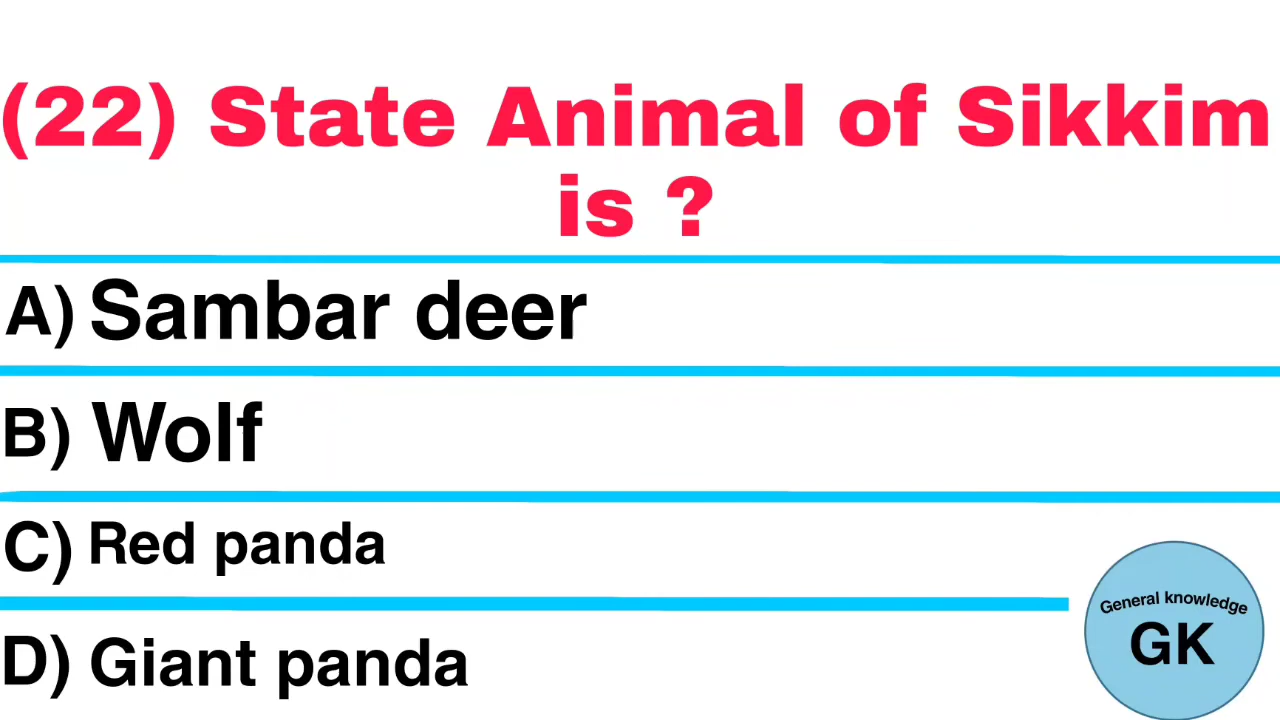 (22) State Animal of Sikkim
is ?
A) Sambar deer
B) Wolf
C) Red panda
D) Giant panda
General knowledge
GK